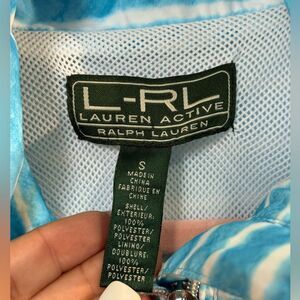 L-RL
LAUREN ACTIVE
RALPH LAUREN
S
MADE IN
CHINA
FABRIQUE EN
CHINE
SHELL/
EXTERIEUR:
100%
POLYESTER/
POLYESTER
LINING/
DOUBLURE:
100%
POLYESTER/
POLYESTER